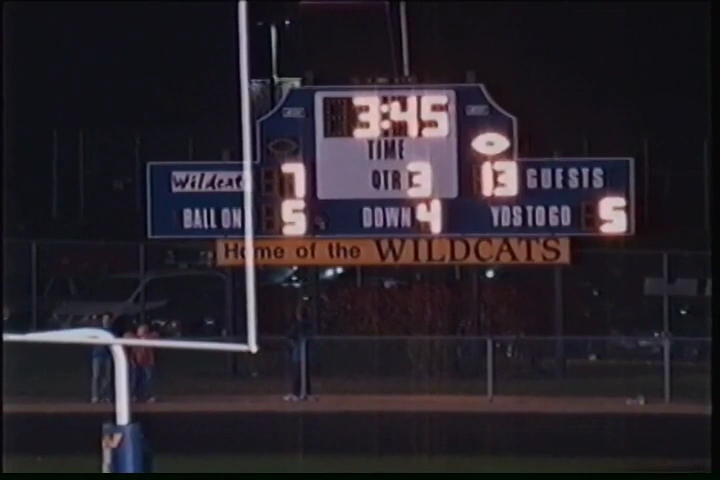 3:45
TIME
Wildcats 7 QTR 3 13 GUESTS
BALL ON 5 DOWN 4 YDS TO GO 5
Home of the WILDCATS